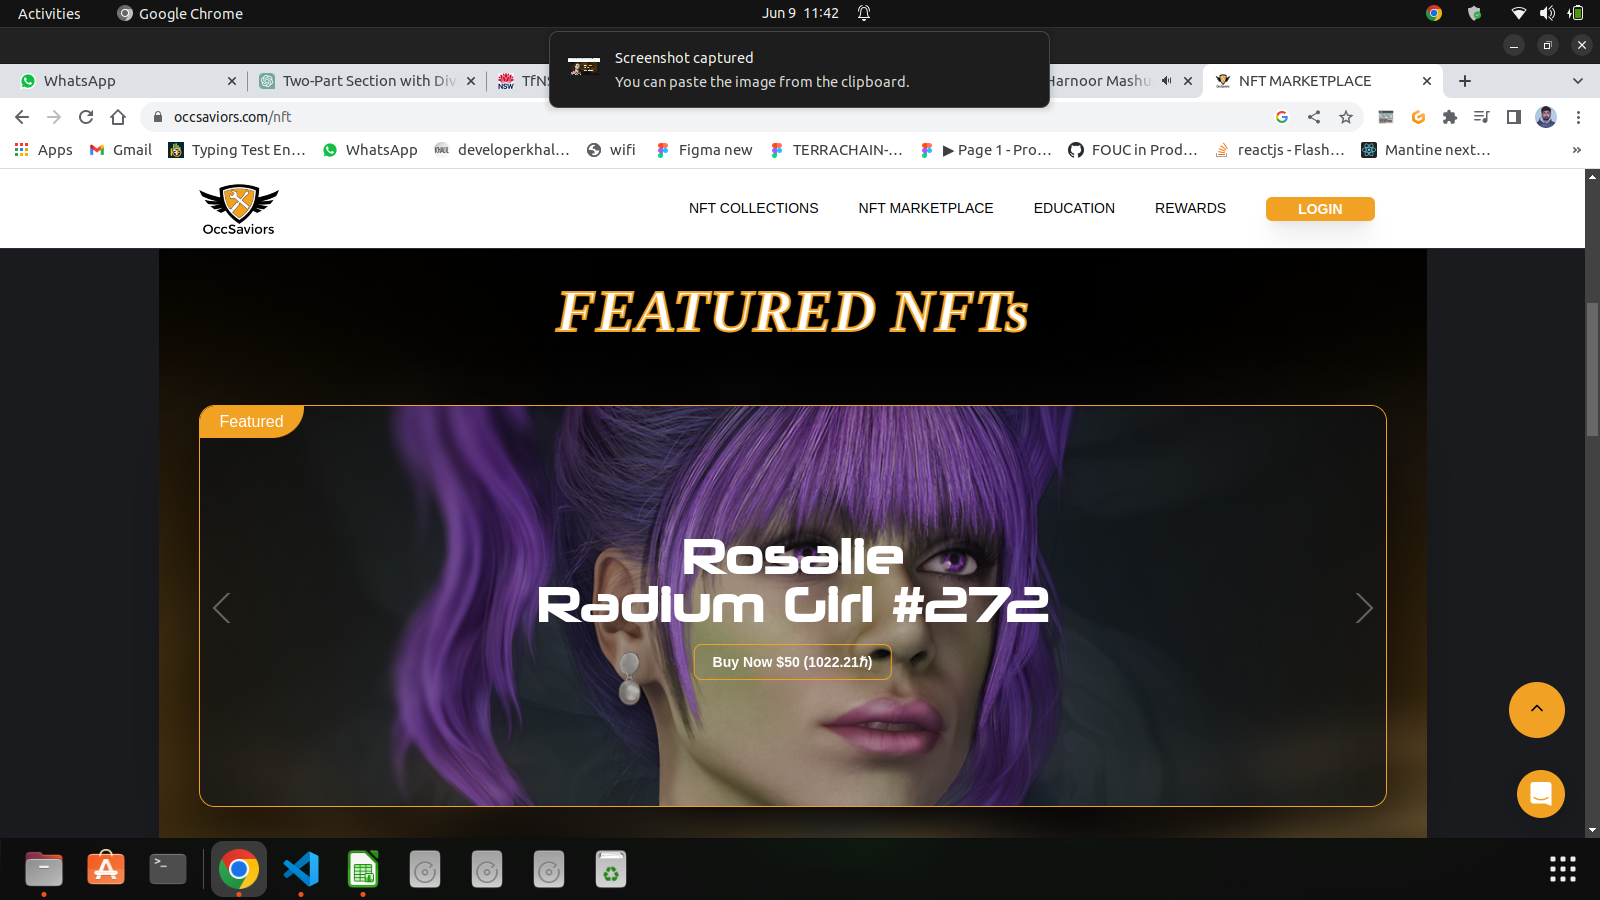 Activities
Google Chrome
Jun 9 11:42
Screenshot captured
You can paste the image from the clipboard.
WhatsApp
Two-Part Section with Div
TfNS
Harnoor Mashu
NFT MARKETPLACE
occsaviors.com/nft
Apps
Gmail
Typing Test En…
WhatsApp
developerkhal…
wifi
Figma new
TERRACHAIN-…
▶ Page 1 - Pro…
FOUC in Prod…
reactjs - Flash…
Mantine next…
»
OccSaviors
NFT COLLECTIONS
NFT MARKETPLACE
EDUCATION
REWARDS
LOGIN
FEATURED NFTs
Featured
Rosalie
Radium Girl #272
Buy Now $50 (1022.21ℏ)